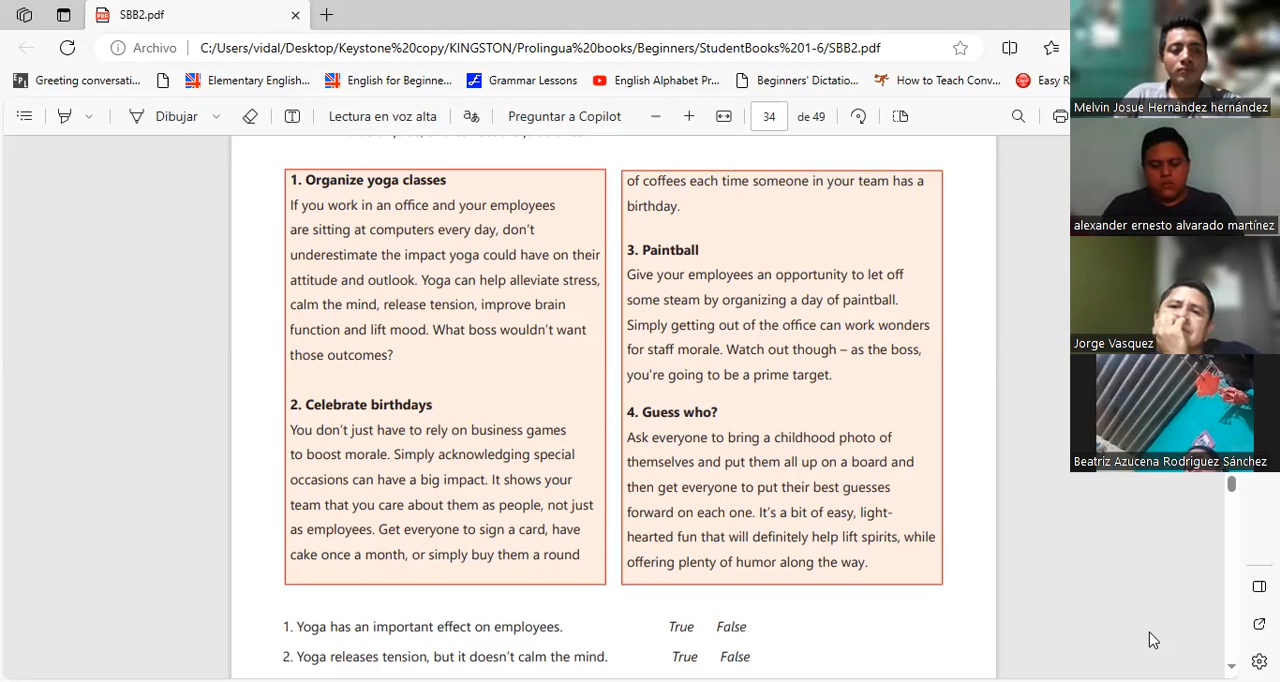 SBB2.pdf
Archivo
C:/Users/vidal/Desktop/Keystone%20copy/KINGSTON/Prolingua%20books/Beginners/StudentBooks%201-6/SBB2.pdf
Greeting conversati...
Elementary English...
English for Beginne...
Grammar Lessons
English Alphabet Pr...
Beginners' Dictatio...
How to Teach Conv...
Easy R
Dibujar
Lectura en voz alta
Preguntar a Copilot
34
de 49
1. Organize yoga classes
If you work in an office and your employees
are sitting at computers every day, don't
underestimate the impact yoga could have on their
attitude and outlook. Yoga can help alleviate stress,
calm the mind, release tension, improve brain
function and lift mood. What boss wouldn't want
those outcomes?
2. Celebrate birthdays
You don't just have to rely on business games
to boost morale. Simply acknowledging special
occasions can have a big impact. It shows your
team that you care about them as people, not just
as employees. Get everyone to sign a card, have
cake once a month, or simply buy them a round
of coffees each time someone in your team has a
birthday.
3. Paintball
Give your employees an opportunity to let off
some steam by organizing a day of paintball.
Simply getting out of the office can work wonders
for staff morale. Watch out though – as the boss,
you're going to be a prime target.
4. Guess who?
Ask everyone to bring a childhood photo of
themselves and put them all up on a board and
then get everyone to put their best guesses
forward on each one. It's a bit of easy, light-
hearted fun that will definitely help lift spirits, while
offering plenty of humor along the way.
1. Yoga has an important effect on employees. True False
2. Yoga releases tension, but it doesn't calm the mind. True False
Melvin Josue Hernández hernández
alexander ernesto alvarado martínez
Jorge Vasquez
Beatriz Azucena Rodriguez Sánchez